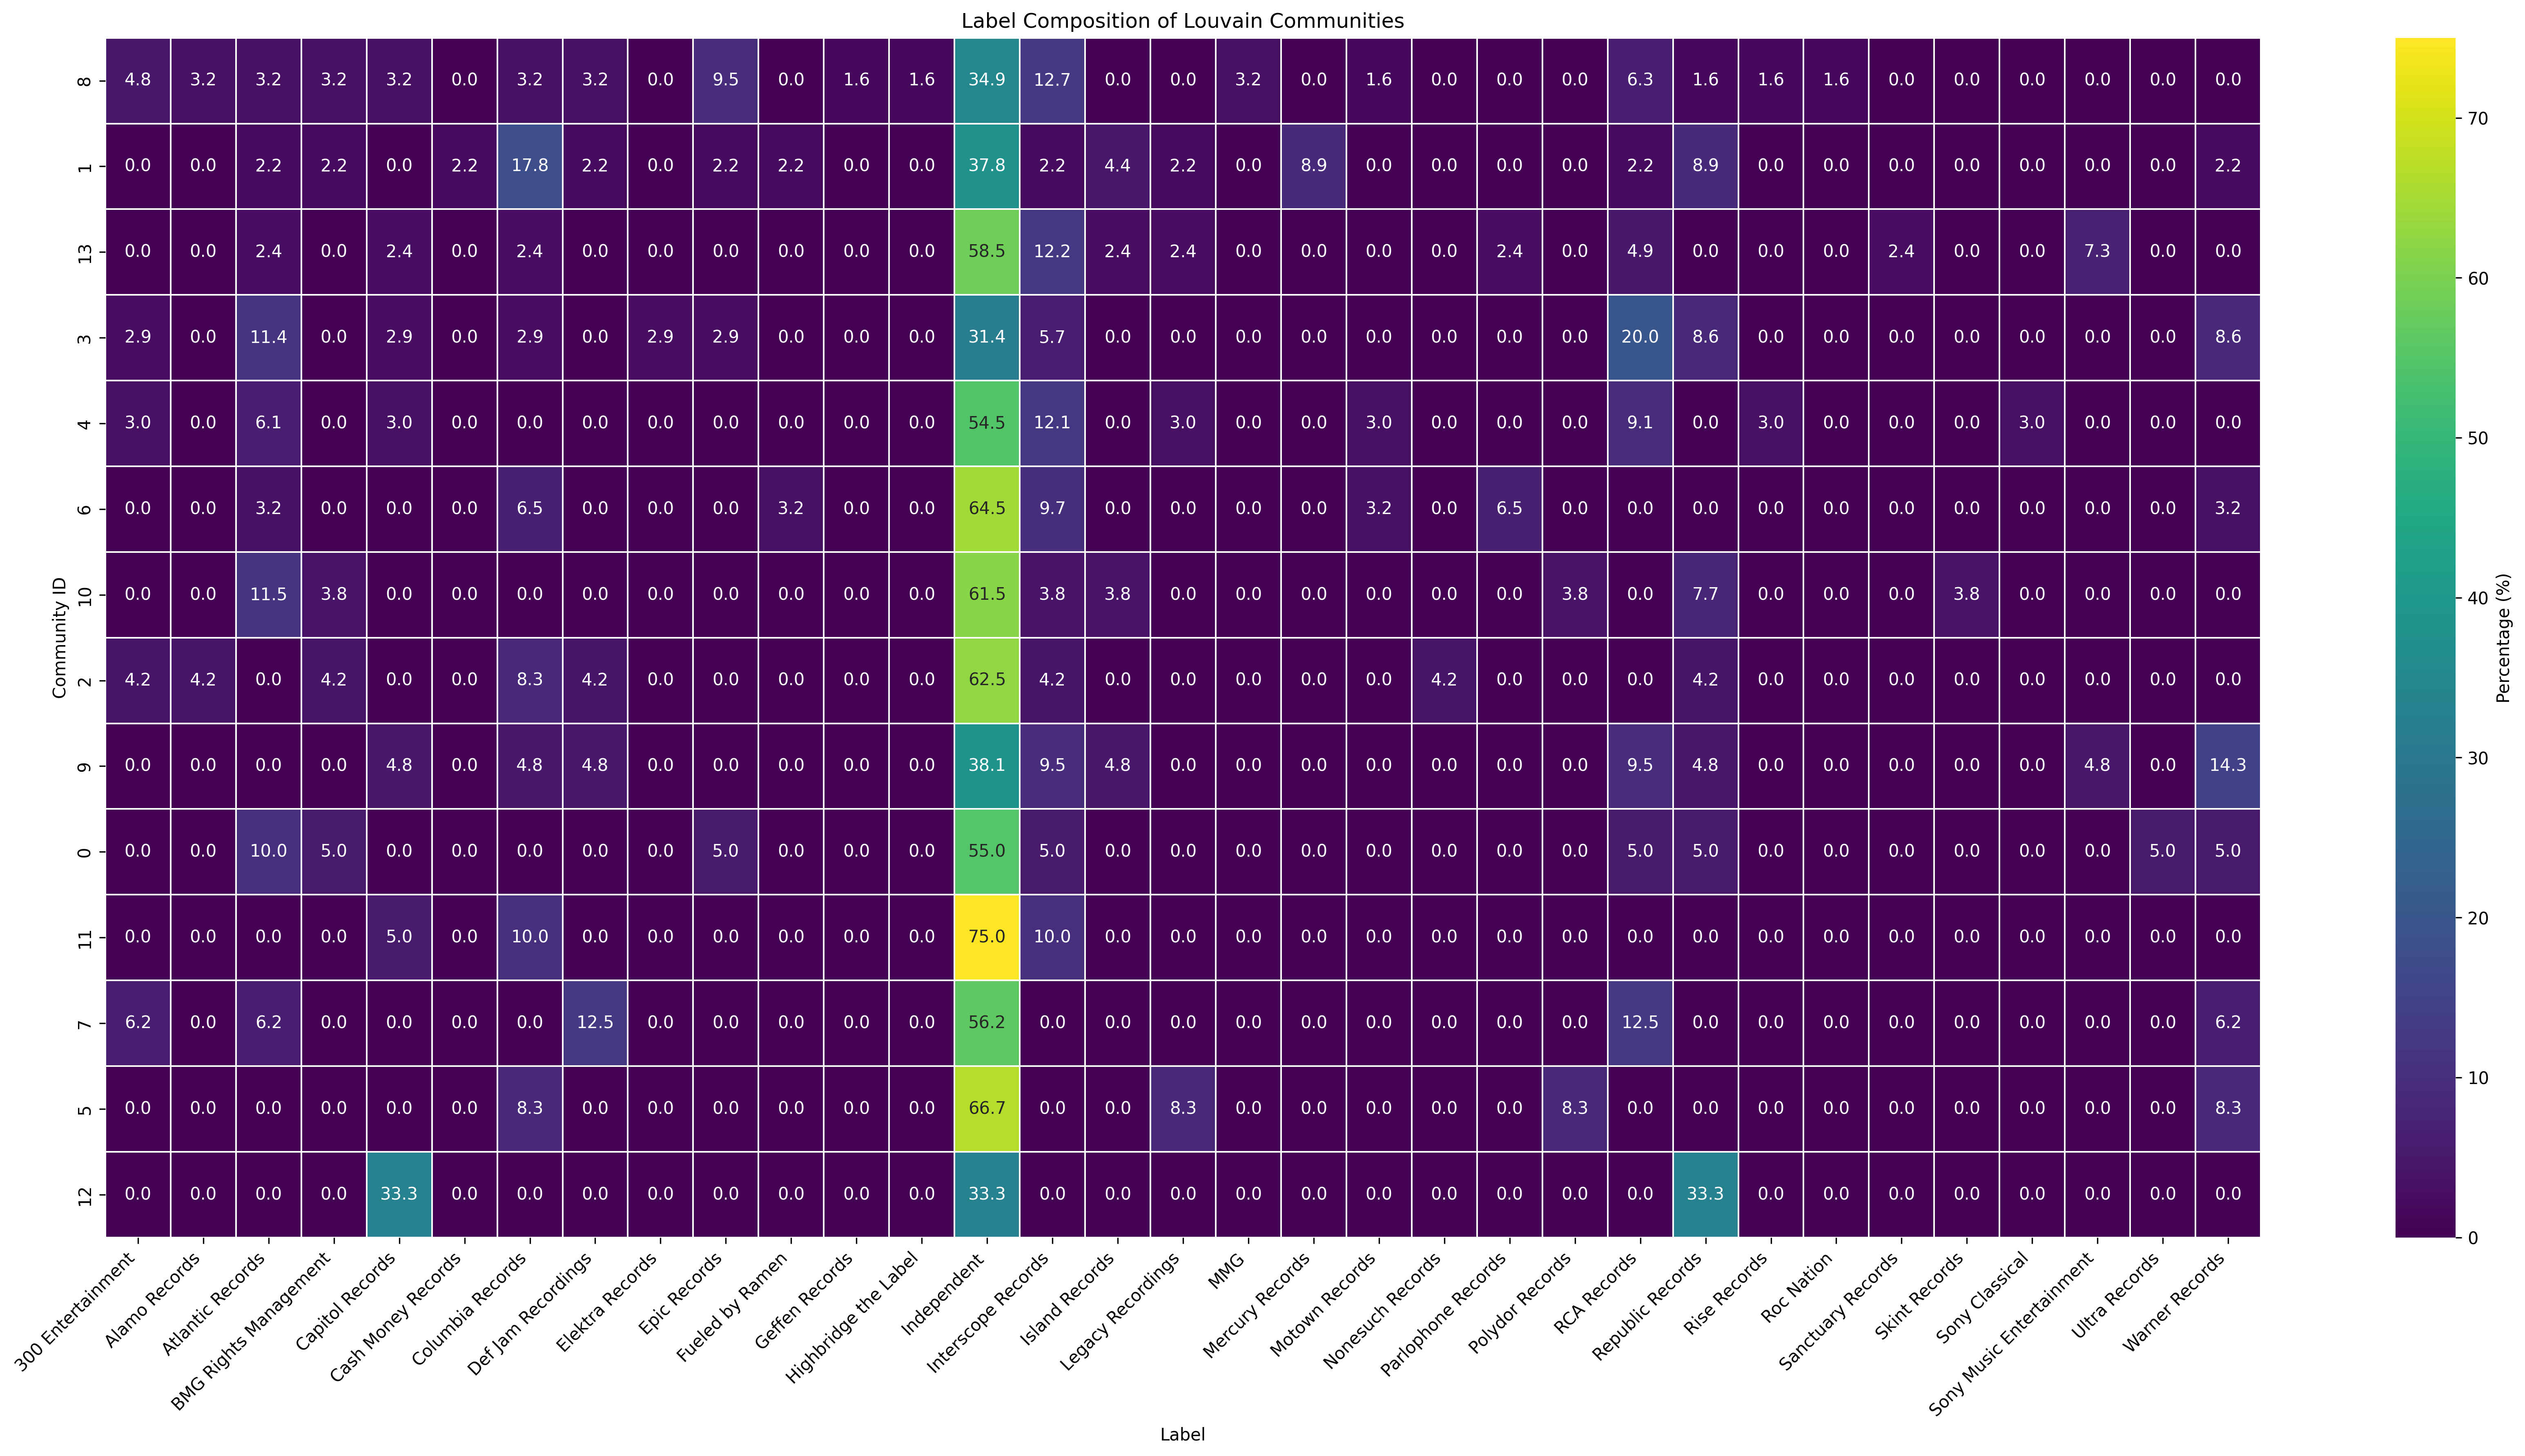 Label Composition of Louvain Communities
8 4.8 3.2 3.2 3.2 3.2 0.0 3.2 3.2 0.0 9.5 0.0 1.6 1.6 34.9 12.7 0.0 0.0 3.2 0.0 1.6 0.0 0.0 0.0 6.3 1.6 1.6 1.6 0.0 0.0 0.0 0.0 0.0 0.0
1 0.0 0.0 2.2 2.2 0.0 2.2 17.8 2.2 0.0 2.2 2.2 0.0 0.0 37.8 2.2 4.4 2.2 0.0 8.9 0.0 0.0 0.0 0.0 2.2 8.9 0.0 0.0 0.0 0.0 0.0 0.0 0.0 2.2
13 0.0 0.0 2.4 0.0 2.4 0.0 2.4 0.0 0.0 0.0 0.0 0.0 0.0 58.5 12.2 2.4 2.4 0.0 0.0 0.0 0.0 2.4 0.0 4.9 0.0 0.0 0.0 2.4 0.0 0.0 7.3 0.0 0.0
3 2.9 0.0 11.4 0.0 2.9 0.0 2.9 0.0 2.9 2.9 0.0 0.0 0.0 31.4 5.7 0.0 0.0 0.0 0.0 0.0 0.0 0.0 0.0 20.0 8.6 0.0 0.0 0.0 0.0 0.0 0.0 0.0 8.6
4 3.0 0.0 6.1 0.0 3.0 0.0 0.0 0.0 0.0 0.0 0.0 0.0 0.0 54.5 12.1 0.0 3.0 0.0 0.0 3.0 0.0 0.0 0.0 9.1 0.0 3.0 0.0 0.0 0.0 3.0 0.0 0.0 0.0
6 0.0 0.0 3.2 0.0 0.0 0.0 6.5 0.0 0.0 0.0 3.2 0.0 0.0 64.5 9.7 0.0 0.0 0.0 0.0 3.2 0.0 6.5 0.0 0.0 0.0 0.0 0.0 0.0 0.0 0.0 0.0 0.0 3.2
10 0.0 0.0 11.5 3.8 0.0 0.0 0.0 0.0 0.0 0.0 0.0 0.0 0.0 61.5 3.8 3.8 0.0 0.0 0.0 0.0 0.0 0.0 3.8 0.0 7.7 0.0 0.0 0.0 3.8 0.0 0.0 0.0 0.0
2 4.2 4.2 0.0 4.2 0.0 0.0 8.3 4.2 0.0 0.0 0.0 0.0 0.0 62.5 4.2 0.0 0.0 0.0 0.0 0.0 4.2 0.0 0.0 0.0 4.2 0.0 0.0 0.0 0.0 0.0 0.0 0.0 0.0
9 0.0 0.0 0.0 0.0 4.8 0.0 4.8 4.8 0.0 0.0 0.0 0.0 0.0 38.1 9.5 4.8 0.0 0.0 0.0 0.0 0.0 0.0 0.0 9.5 4.8 0.0 0.0 0.0 0.0 0.0 4.8 0.0 14.3
0 0.0 0.0 10.0 5.0 0.0 0.0 0.0 0.0 0.0 5.0 0.0 0.0 0.0 55.0 5.0 0.0 0.0 0.0 0.0 0.0 0.0 0.0 0.0 5.0 5.0 0.0 0.0 0.0 0.0 0.0 0.0 5.0 5.0
11 0.0 0.0 0.0 0.0 5.0 0.0 10.0 0.0 0.0 0.0 0.0 0.0 0.0 75.0 10.0 0.0 0.0 0.0 0.0 0.0 0.0 0.0 0.0 0.0 0.0 0.0 0.0 0.0 0.0 0.0 0.0 0.0 0.0
7 6.2 0.0 6.2 0.0 0.0 0.0 0.0 12.5 0.0 0.0 0.0 0.0 0.0 56.2 0.0 0.0 0.0 0.0 0.0 0.0 0.0 0.0 0.0 12.5 0.0 0.0 0.0 0.0 0.0 0.0 0.0 0.0 6.2
5 0.0 0.0 0.0 0.0 0.0 0.0 8.3 0.0 0.0 0.0 0.0 0.0 0.0 66.7 0.0 0.0 8.3 0.0 0.0 0.0 0.0 0.0 8.3 0.0 0.0 0.0 0.0 0.0 0.0 0.0 0.0 0.0 8.3
12 0.0 0.0 0.0 0.0 33.3 0.0 0.0 0.0 0.0 0.0 0.0 0.0 0.0 33.3 0.0 0.0 0.0 0.0 0.0 0.0 0.0 0.0 0.0 0.0 33.3 0.0 0.0 0.0 0.0 0.0 0.0 0.0 0.0
Community ID
300 Entertainment
Alamo Records
Atlantic Records
BMG Rights Management
Capitol Records
Cash Money Records
Columbia Records
Def Jam Recordings
Elektra Records
Epic Records
Fueled by Ramen
Geffen Records
Highbridge the Label
Independent
Interscope Records
Island Records
Legacy Recordings
MMG
Mercury Records
Motown Records
Nonesuch Records
Parlophone Records
Polydor Records
RCA Records
Republic Records
Rise Records
Roc Nation
Sanctuary Records
Skint Records
Sony Classical
Sony Music Entertainment
Ultra Records
Warner Records
Label
70
60
50
40
30
20
10
0
Percentage (%)